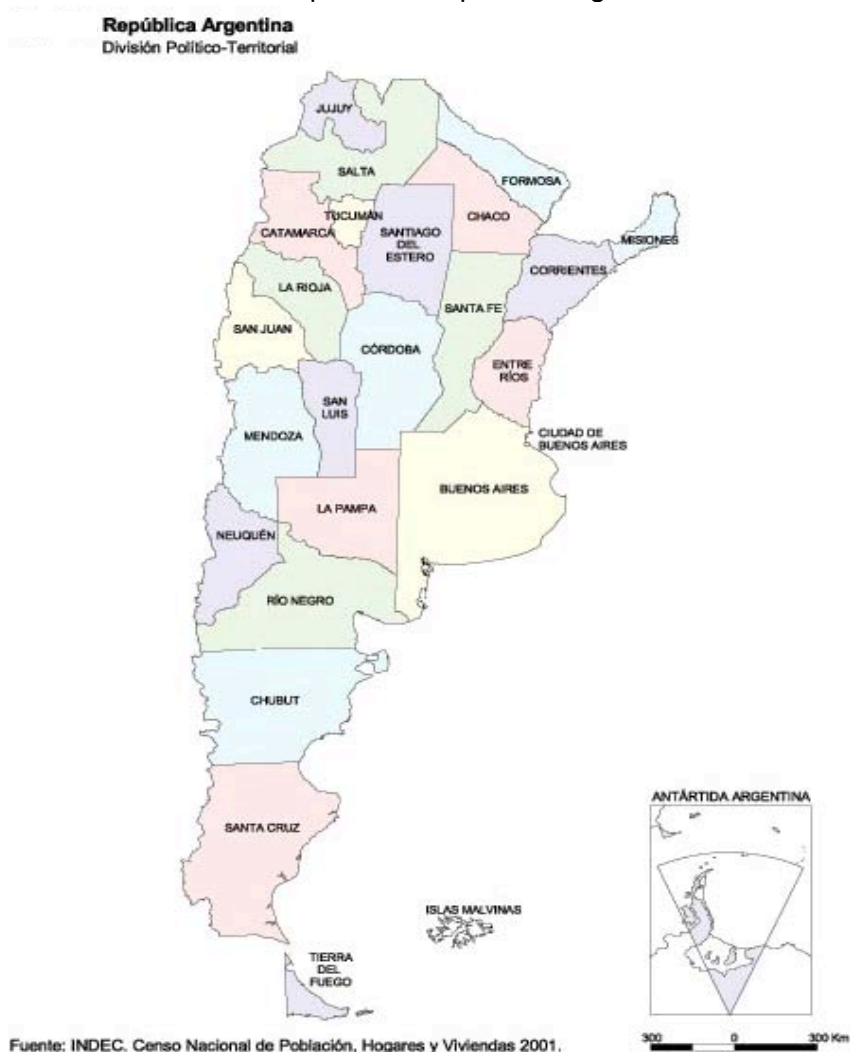 República Argentina
División Político-Territorial
JUJUY
SALTA
FORMOSA
TUCUMÁN
CHACO
CATAMARCA
SANTIAGO
DEL
ESTERO
MISIONES
CORRIENTES
LA RIOJA
SANTA FE
SAN JUAN
CÓRDOBA
ENTRE
RÍOS
SAN
LUIS
MENDOZA
CIUDAD DE
BUENOS AIRES
BUENOS AIRES
LA PAMPA
NEUQUÉN
RÍO NEGRO
CHUBUT
SANTA CRUZ
ANTÁRTIDA ARGENTINA
ISLAS MALVINAS
TIERRA
DEL
FUEGO
300 0 300 Km
Fuente: INDEC. Censo Nacional de Población, Hogares y Viviendas 2001.